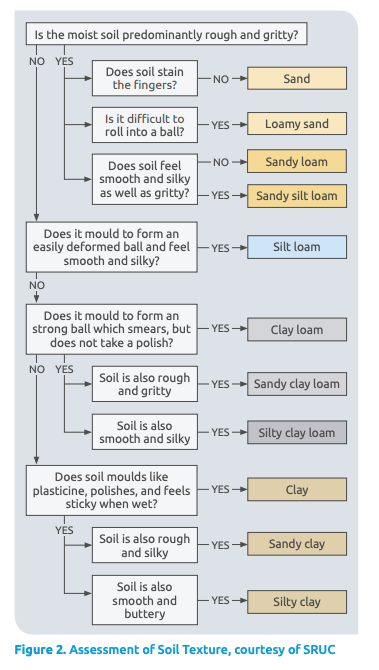 Is the moist soil predominantly rough and gritty?
NO YES
Does soil stain
the fingers?
NO
Sand
Is it difficult to
roll into a ball?
YES
Loamy sand
Does soil feel
smooth and silky
as well as gritty?
NO
Sandy loam
YES
Sandy silt loam
Does it mould to form an
easily deformed ball and feel
smooth and silky?
YES
Silt loam
NO
Does it mould to form an
strong ball which smears, but
does not take a polish?
YES
Clay loam
NO YES
Soil is also rough
and gritty
YES
Sandy clay loam
Soil is also
smooth and silky
YES
Silty clay loam
Does soil moulds like
plasticine, polishes, and feels
sticky when wet?
YES
Clay
YES
Soil is also rough
and silky
YES
Sandy clay
Soil is also
smooth and
buttery
YES
Silty clay
Figure 2. Assessment of Soil Texture, courtesy of SRUC